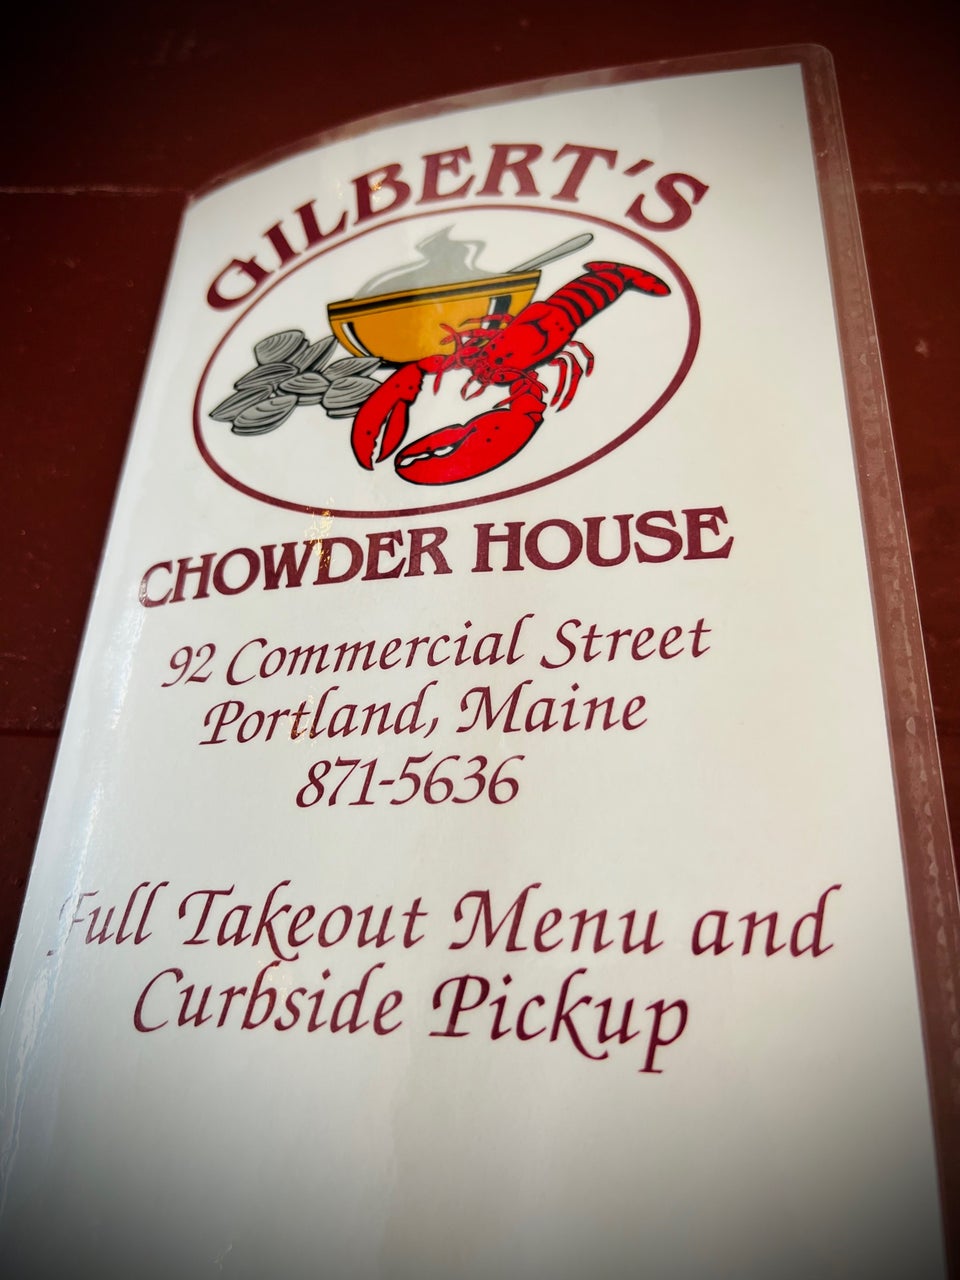 GILBERT'S
CHOWDER HOUSE
92 Commercial Street
Portland, Maine
871-5636
Full Takeout Menu and
Curbside Pickup